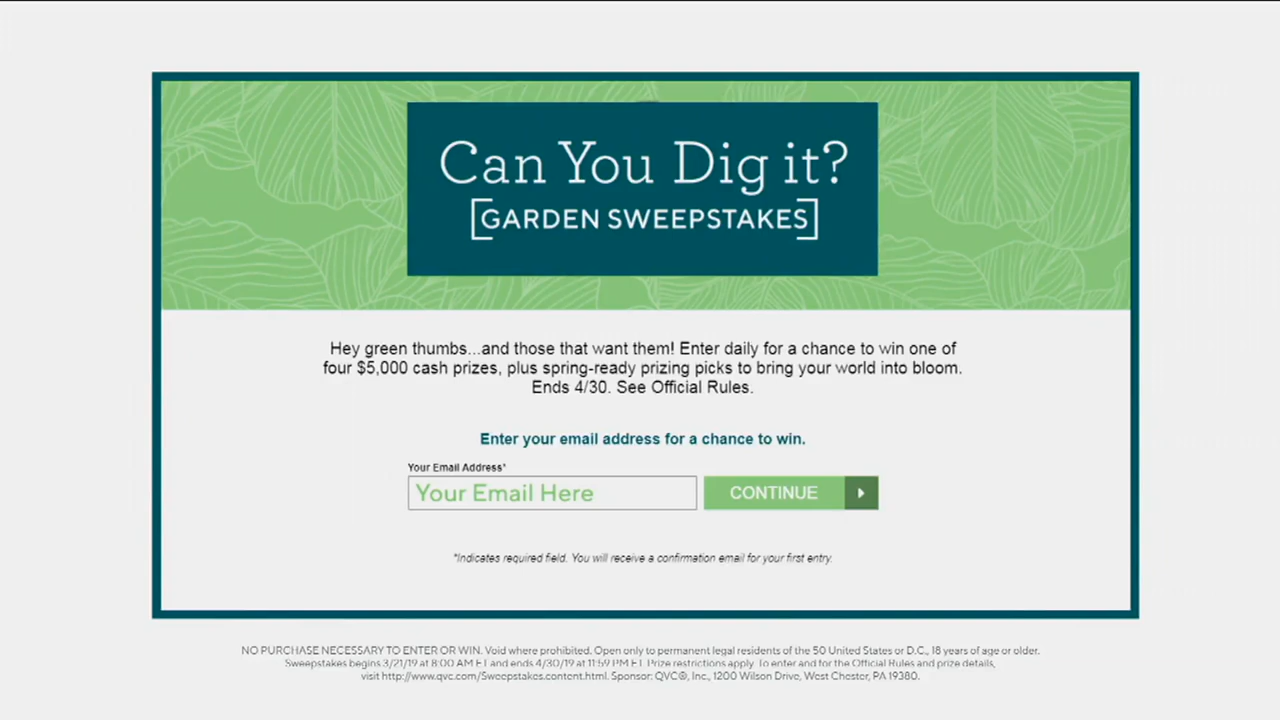 Can You Dig it?
[GARDEN SWEEPSTAKES]
Hey green thumbs...and those that want them! Enter daily for a chance to win one of
four $5,000 cash prizes, plus spring-ready prizing picks to bring your world into bloom.
Ends 4/30. See Official Rules.
Enter your email address for a chance to win.
Your Email Address*
Your Email Here
CONTINUE
*Indicates required field. You will receive a confirmation email for your first entry.
NO PURCHASE NECESSARY TO ENTER OR WIN. Void where prohibited. Open only to permanent legal residents of the 50 United States or D.C., 18 years of age or older.
Sweepstakes begins 3/21/19 at 8:00 AM ET and ends 4/30/19 at 11:59 PM ET. Prize restrictions apply. To enter and for the Official Rules and prize details,
visit http://www.qvc.com/Sweepstakes.content.html. Sponsor: QVC®, Inc., 1200 Wilson Drive, West Chester, PA 19380.